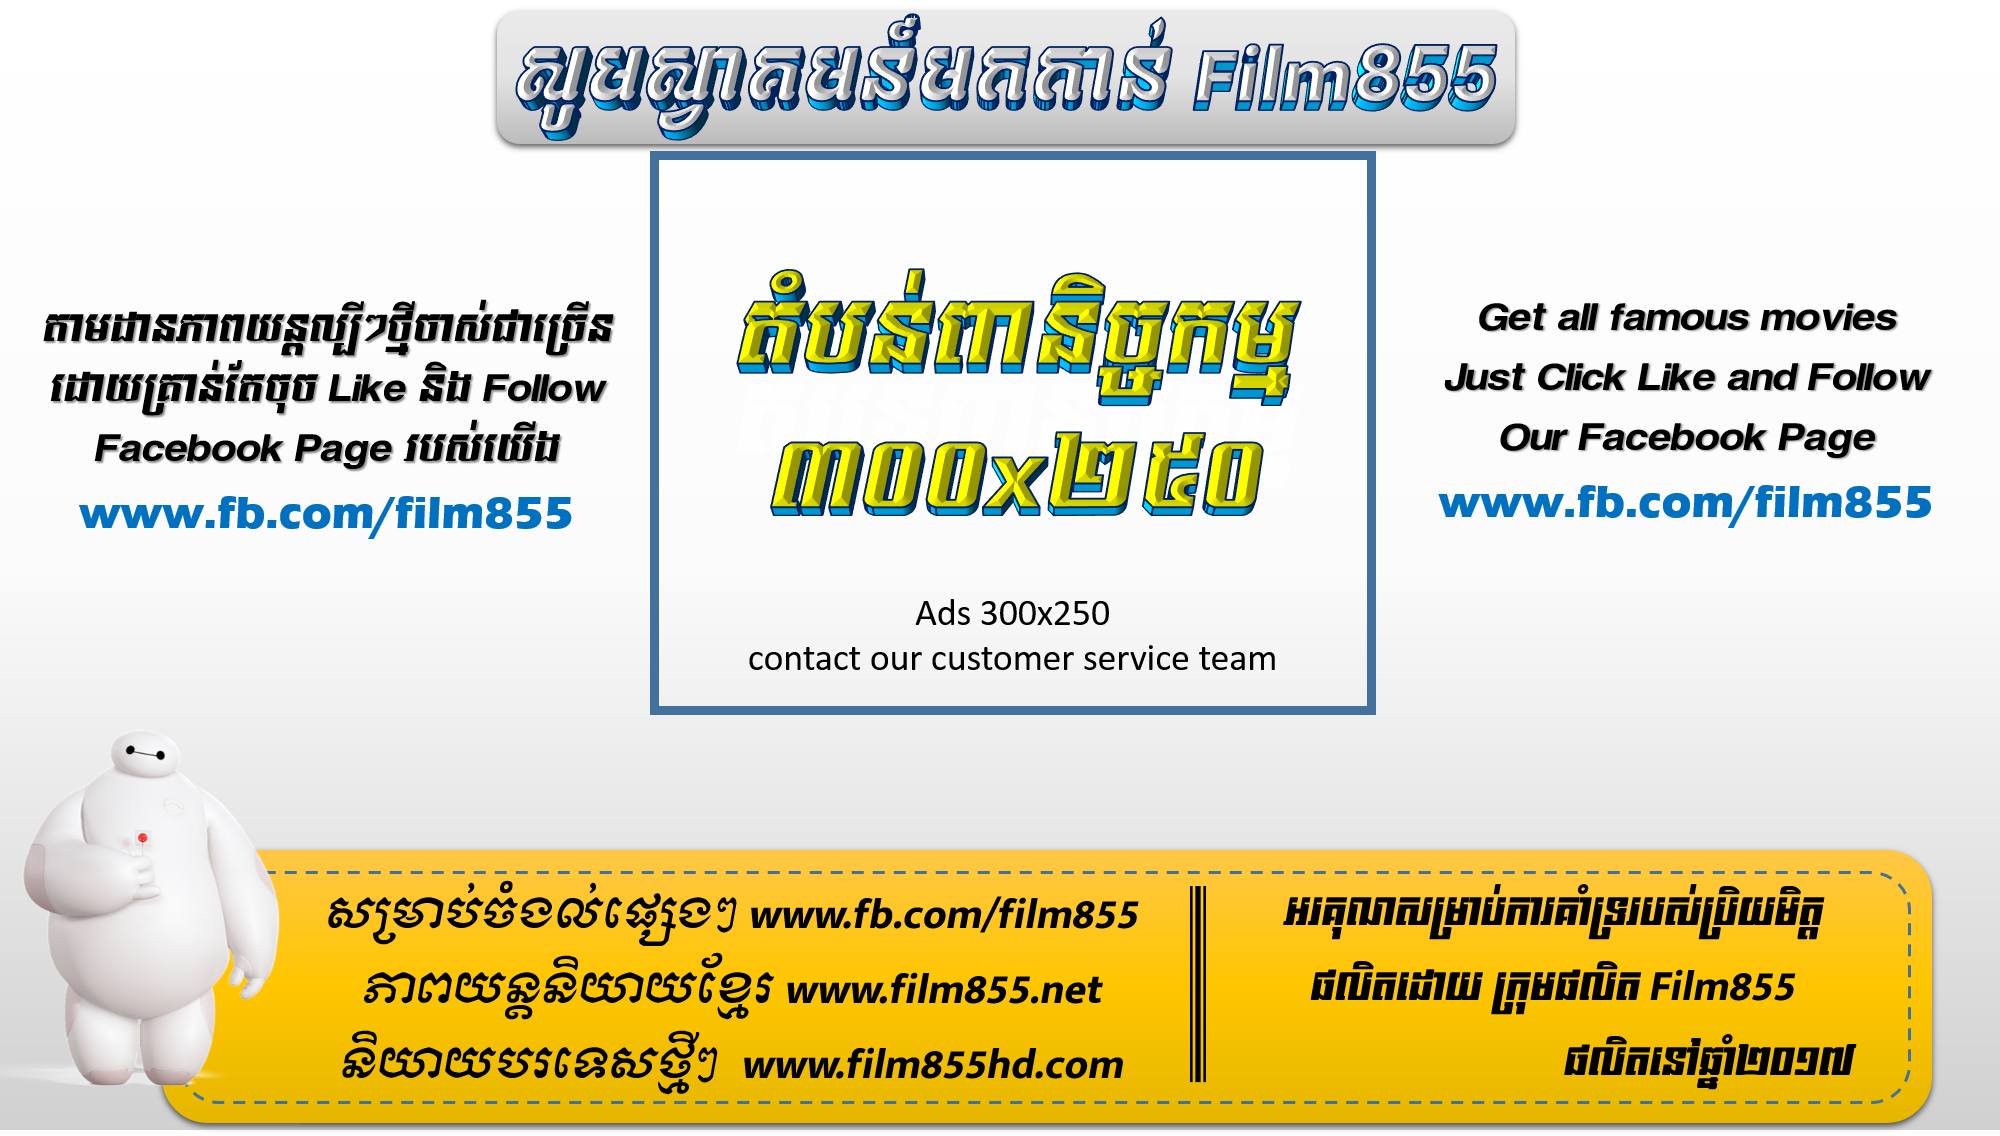 សូមស្វាគមន៍មកកាន់ Film855
តាមដានភាពយន្តល្បីៗថ្មីចាស់ជាច្រើន
ដោយគ្រាន់តែចុច Like និង Follow
Facebook Page របស់យើង
www.fb.com/film855
តំបន់ពានិច្ចកម្ម
៣០០x២៥០
Ads 300x250
contact our customer service team
Get all famous movies
Just Click Like and Follow
Our Facebook Page
www.fb.com/film855
សម្រាប់ចំងល់ផ្សេងៗ www.fb.com/film855
ភាពយន្តនិយាយខ្មែរ www.film855.net
និយាយបរទេសថ្មីៗ www.film855hd.com
អរគុណសម្រាប់ការគាំទ្ររបស់ប្រិយមិត្ត
ផលិតដោយ ក្រុមផលិត Film855
ផលិតនៅឆ្នាំ២០១៧